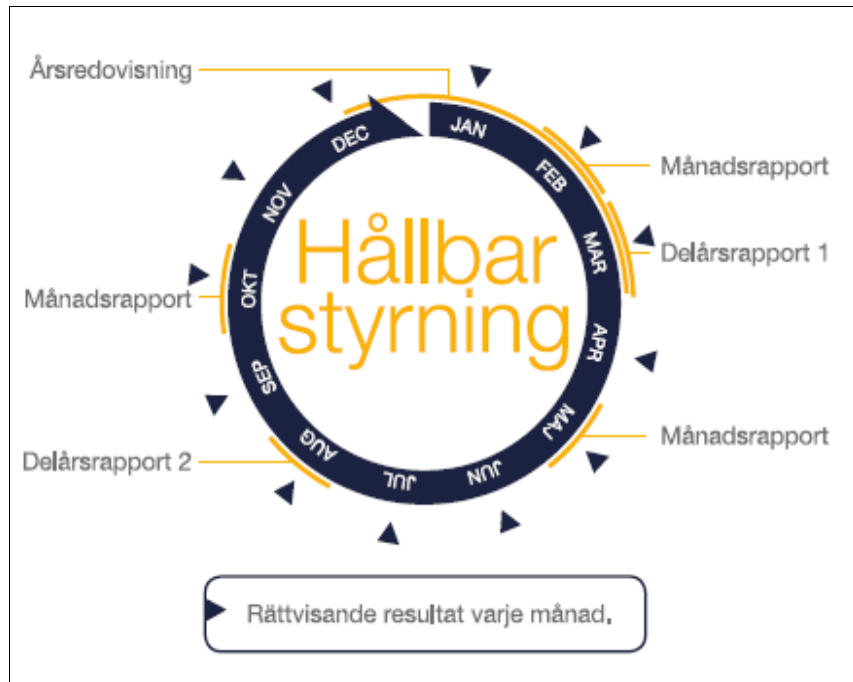 Årsredovisning
JAN
FEB
MAR
APR
MAJ
JUN
JUL
AUG
SEP
OKT
NOV
DEC
Månadsrapport
Delårsrapport 1
Månadsrapport
Delårsrapport 2
Månadsrapport
Hållbar
styrning
Rättvisande resultat varje månad.